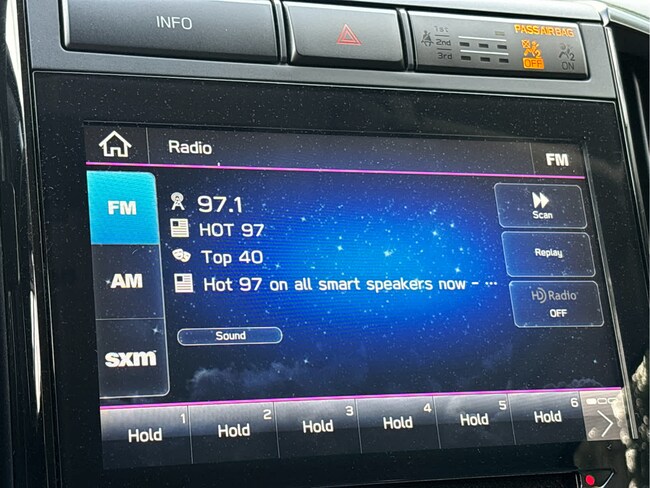 INFO
PASS AIRBAG
1st
2nd
3rd
OFF
2
ON
Radio
FM
FM
AM
sxm
97.1
HOT 97
Top 40
Hot 97 on all smart speakers now - ...
Sound
Scan
Replay
HD Radio
OFF
1
Hold
2
Hold
3
Hold
4
Hold
5
Hold
6
Hold